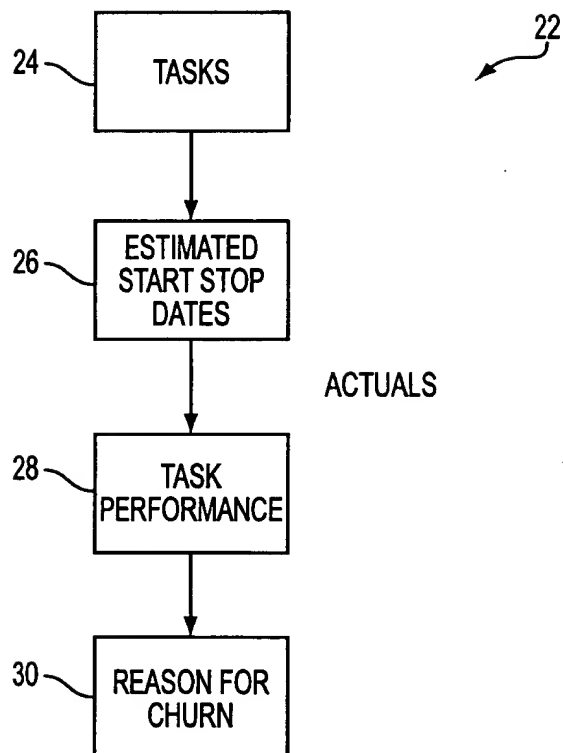 22
24
TASKS
26
ESTIMATED
START STOP
DATES
ACTUALS
28
TASK
PERFORMANCE
30
REASON FOR
CHURN